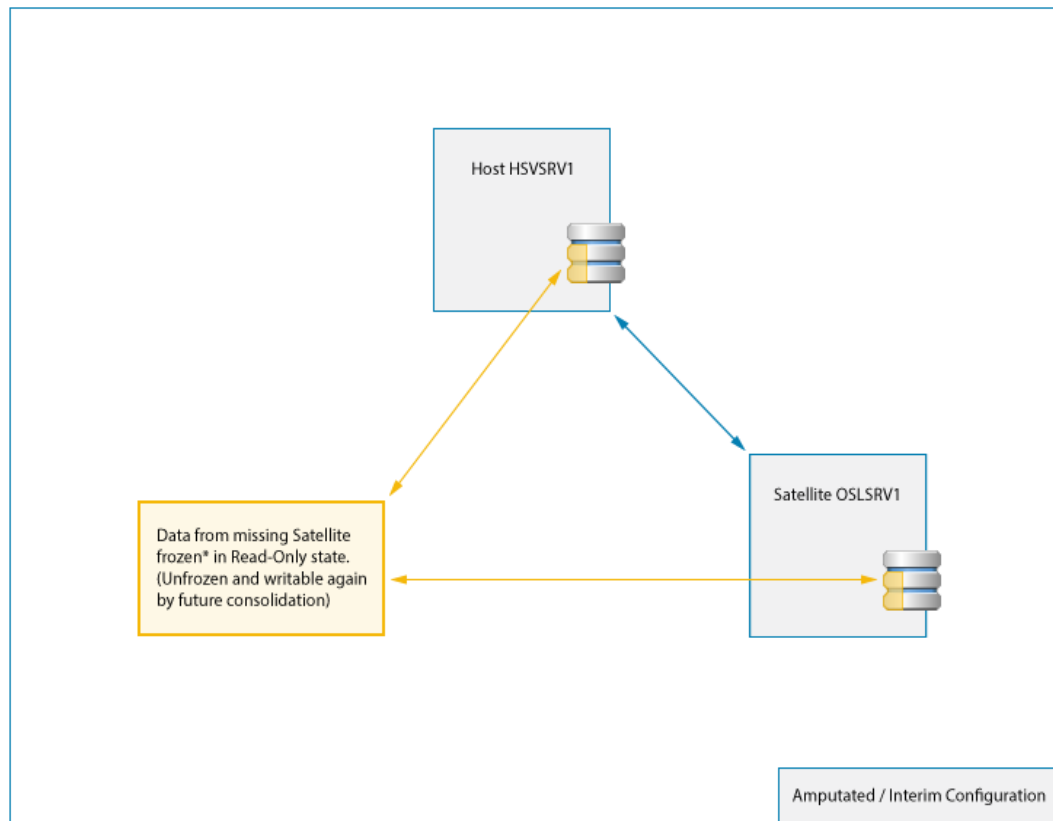 Host HSVSRV1
Satellite OSLSRV1
Data from missing Satellite
frozen* in Read-Only state.
(Unfrozen and writable again
by future consolidation)
Amputated / Interim Configuration